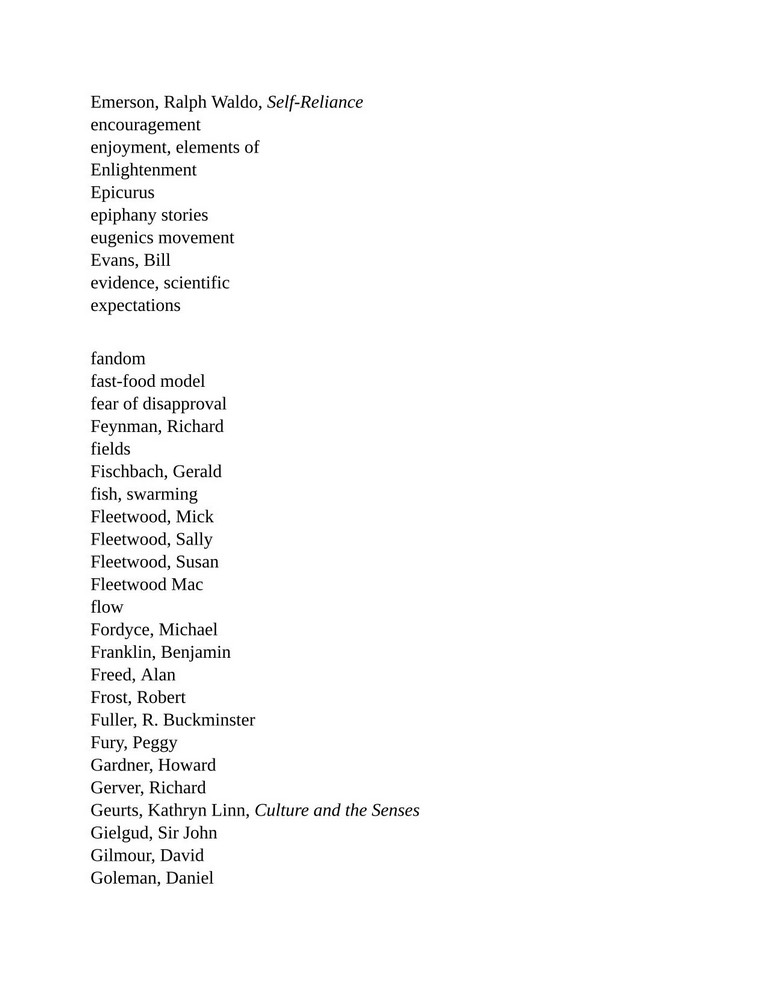 Emerson, Ralph Waldo, Self-Reliance
encouragement
enjoyment, elements of
Enlightenment
Epicurus
epiphany stories
eugenics movement
Evans, Bill
evidence, scientific
expectations
fandom
fast-food model
fear of disapproval
Feynman, Richard
fields
Fischbach, Gerald
fish, swarming
Fleetwood, Mick
Fleetwood, Sally
Fleetwood, Susan
Fleetwood Mac
flow
Fordyce, Michael
Franklin, Benjamin
Freed, Alan
Frost, Robert
Fuller, R. Buckminster
Fury, Peggy
Gardner, Howard
Gerver, Richard
Geurts, Kathryn Linn, Culture and the Senses
Gielgud, Sir John
Gilmour, David
Goleman, Daniel